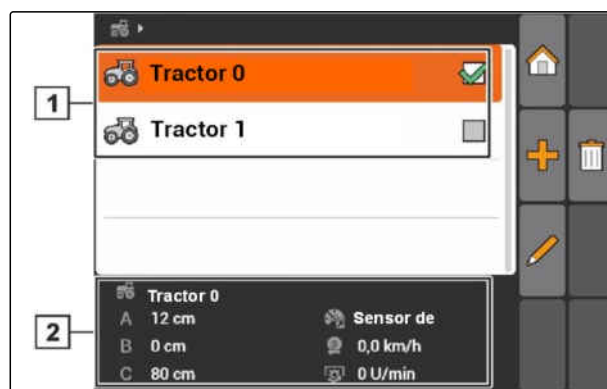 Tractor 0
1
Tractor 1
Tractor 0
2
A 12 cm Sensor de
B 0 cm 0,0 km/h
C 80 cm 0 U/min